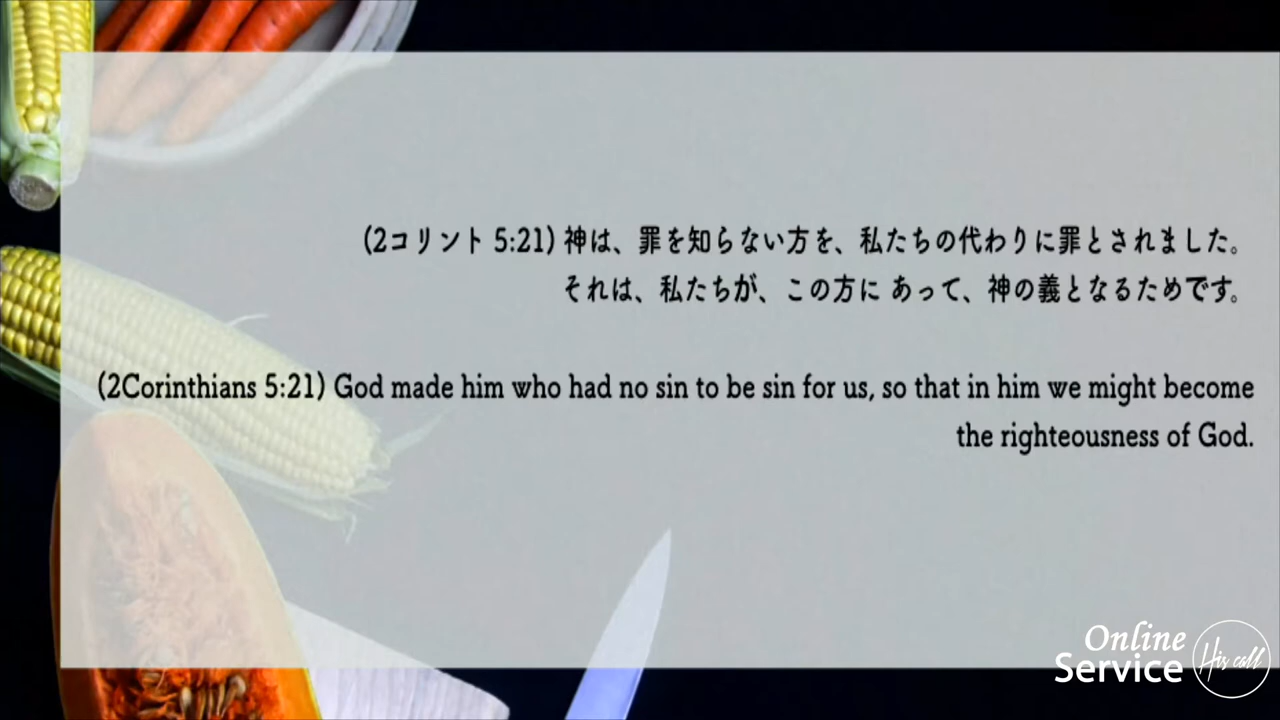 (2コリント 5:21) 神は、罪を知らない方を、私たちの代わりに罪とされました。
それは、私たちが、この方に あって、神の義となるためです。
(2Corinthians 5:21) God made him who had no sin to be sin for us, so that in him we might become
the righteousness of God.
Online
Service
His call